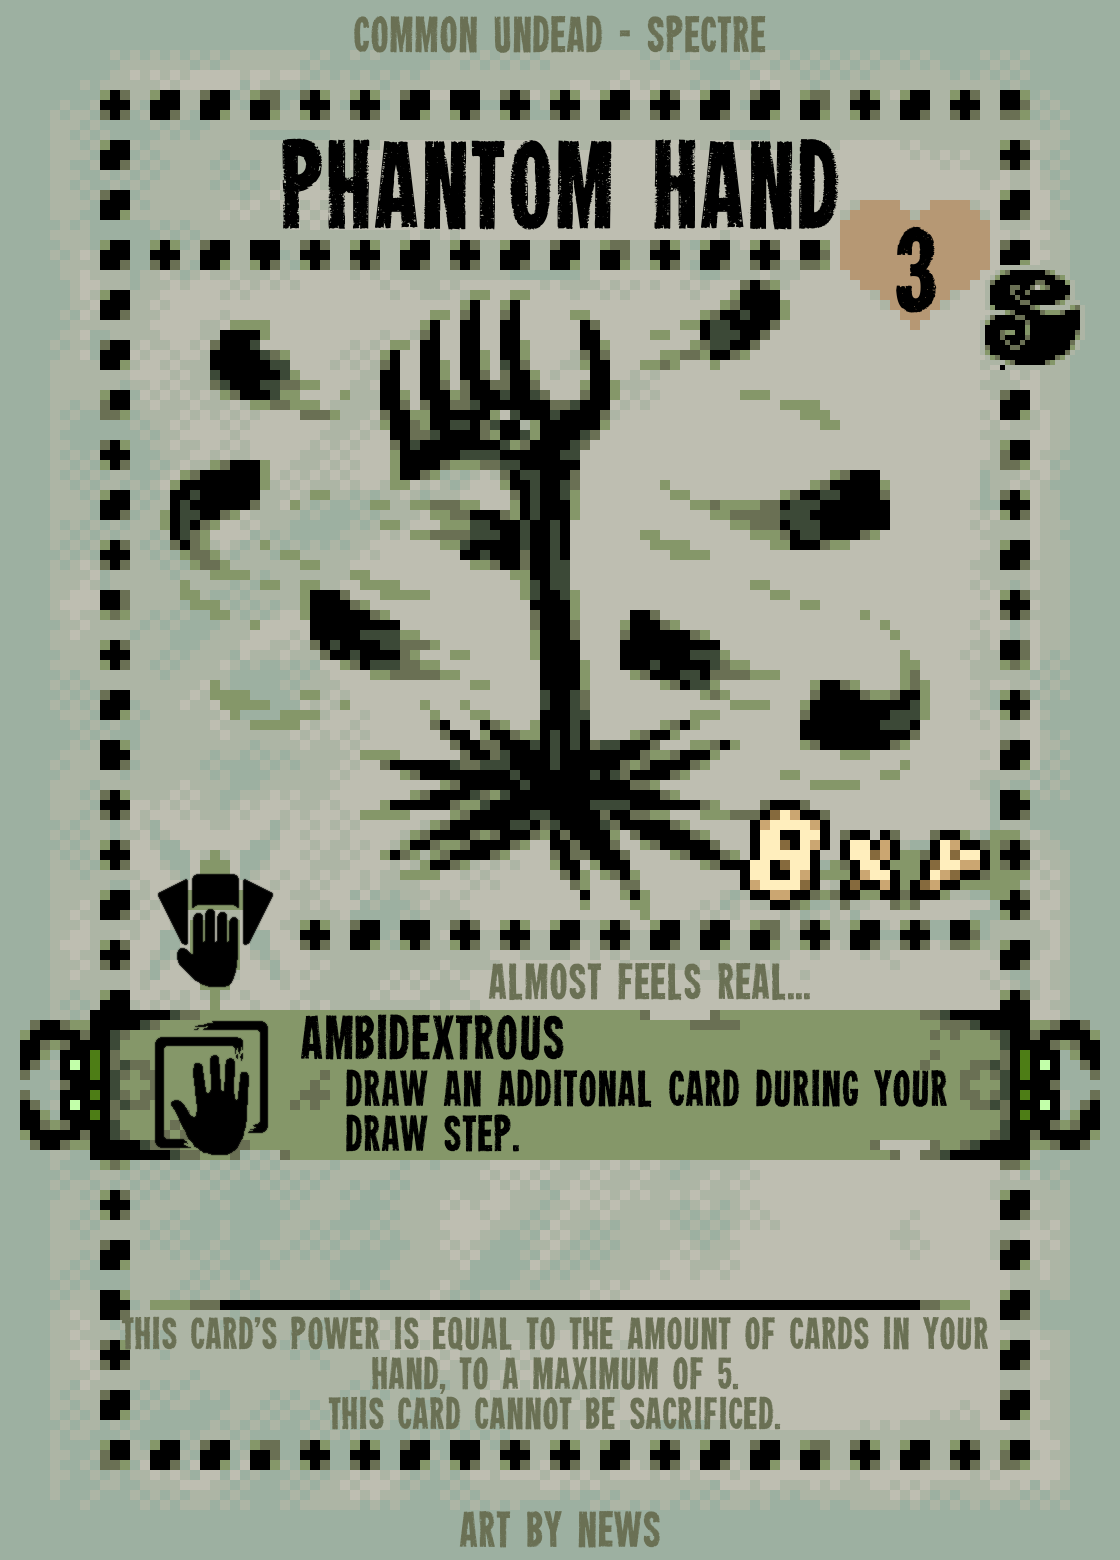 COMMON UNDEAD - SPECTRE
PHANTOM HAND
3
8 x
ALMOST FEELS REAL...
AMBIDEXTROUS
DRAW AN ADDITONAL CARD DURING YOUR
DRAW STEP.
THIS CARD'S POWER IS EQUAL TO THE AMOUNT OF CARDS IN YOUR
HAND, TO A MAXIMUM OF 5.
THIS CARD CANNOT BE SACRIFICED.
ART BY NEWS